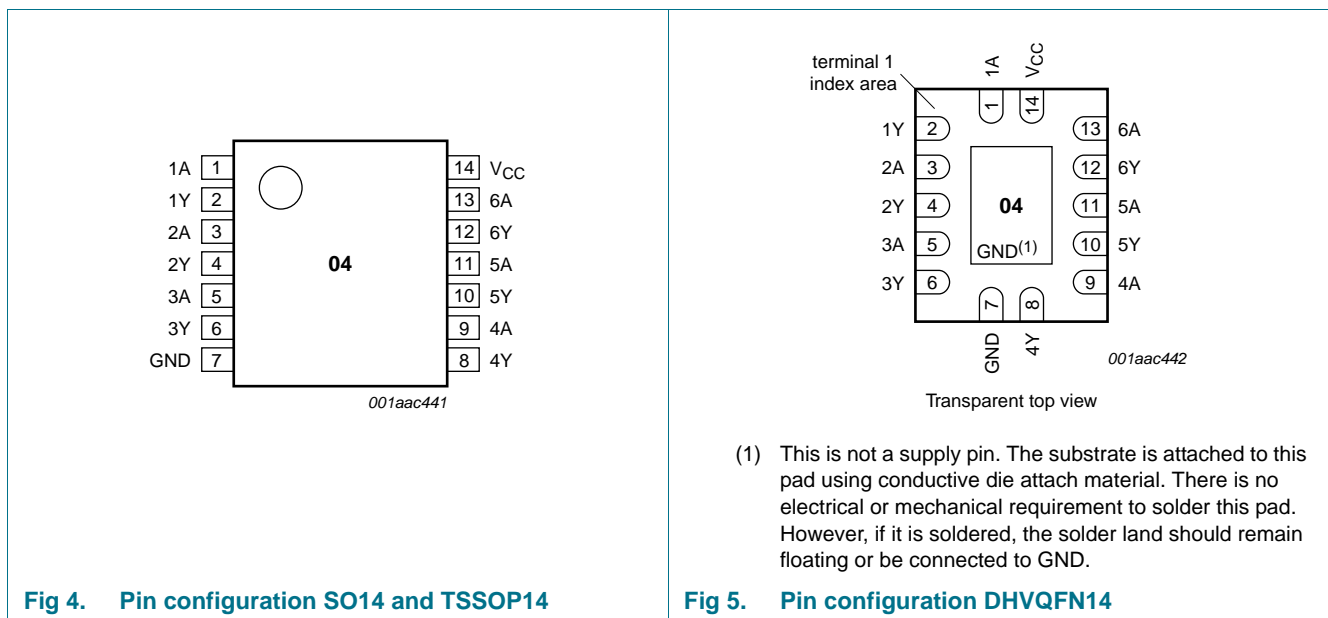 1A 1
1Y 2
2A 3
2Y 4
3A 5
3Y 6
GND 7
04
14 VCC
13 6A
12 6Y
11 5A
10 5Y
9 4A
8 4Y
001aac441
Fig 4. Pin configuration SO14 and TSSOP14
terminal 1
index area
1A
VCC
1
14
1Y 2
2A 3
2Y 4
3A 5
3Y 6
13 6A
12 6Y
11 5A
10 5Y
9 4A
04
GND(1)
7
8
GND
4Y
001aac442
Transparent top view
(1) This is not a supply pin. The substrate is attached to this
pad using conductive die attach material. There is no
electrical or mechanical requirement to solder this pad.
However, if it is soldered, the solder land should remain
floating or be connected to GND.
Fig 5. Pin configuration DHVQFN14